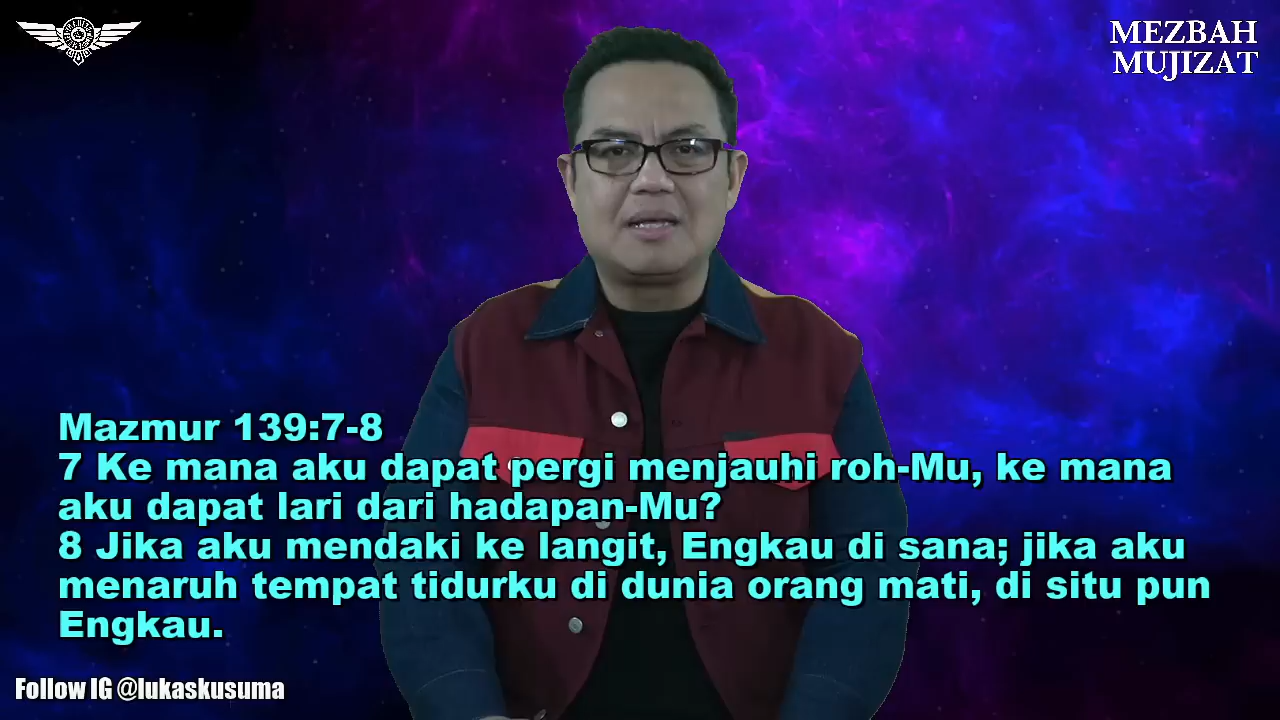 MEZBAH
MUJIZAT
Mazmur 139:7-8
7 Ke mana aku dapat pergi menjauhi roh-Mu, ke mana
aku dapat lari dari hadapan-Mu?
8 Jika aku mendaki ke langit, Engkau di sana; jika aku
menaruh tempat tidurku di dunia orang mati, di situ pun
Engkau.
Follow IG @lukaskusuma